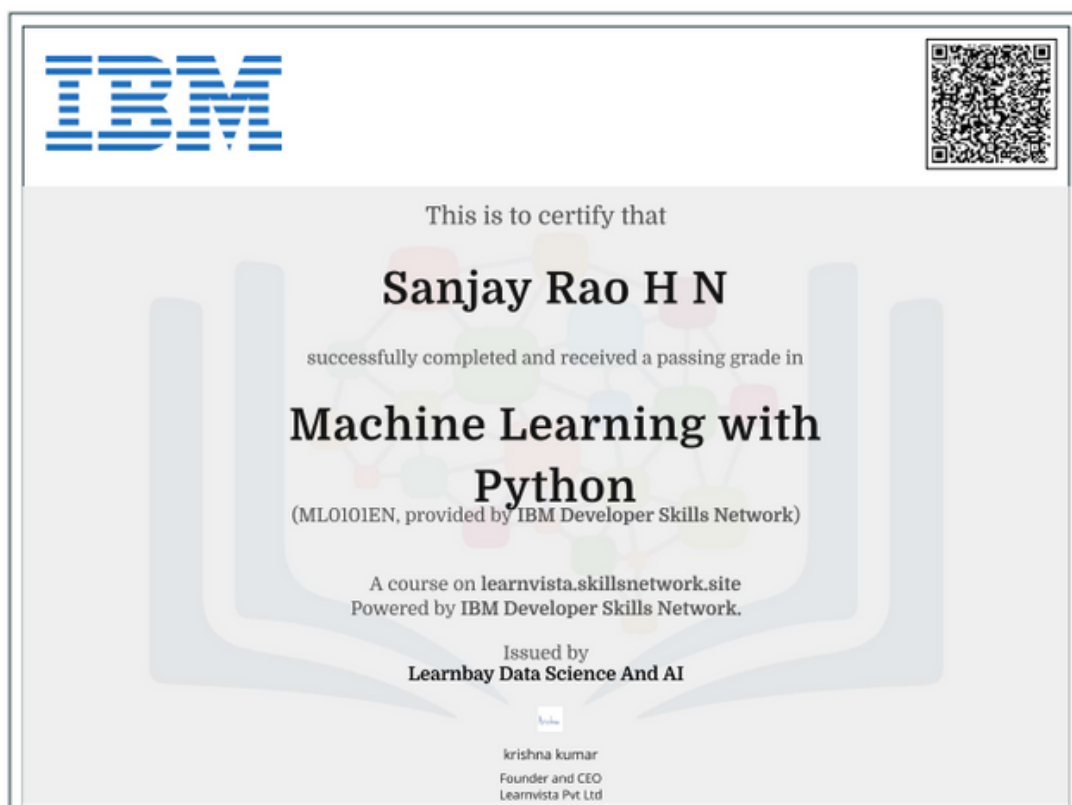 IBM
This is to certify that
Sanjay Rao H N
successfully completed and received a passing grade in
Machine Learning with
Python
(ML0101EN, provided by IBM Developer Skills Network)
A course on learnvista.skillsnetwork.site
Powered by IBM Developer Skills Network.
Issued by
Learnbay Data Science And AI
krishna kumar
Founder and CEO
Learnvista Pvt Ltd